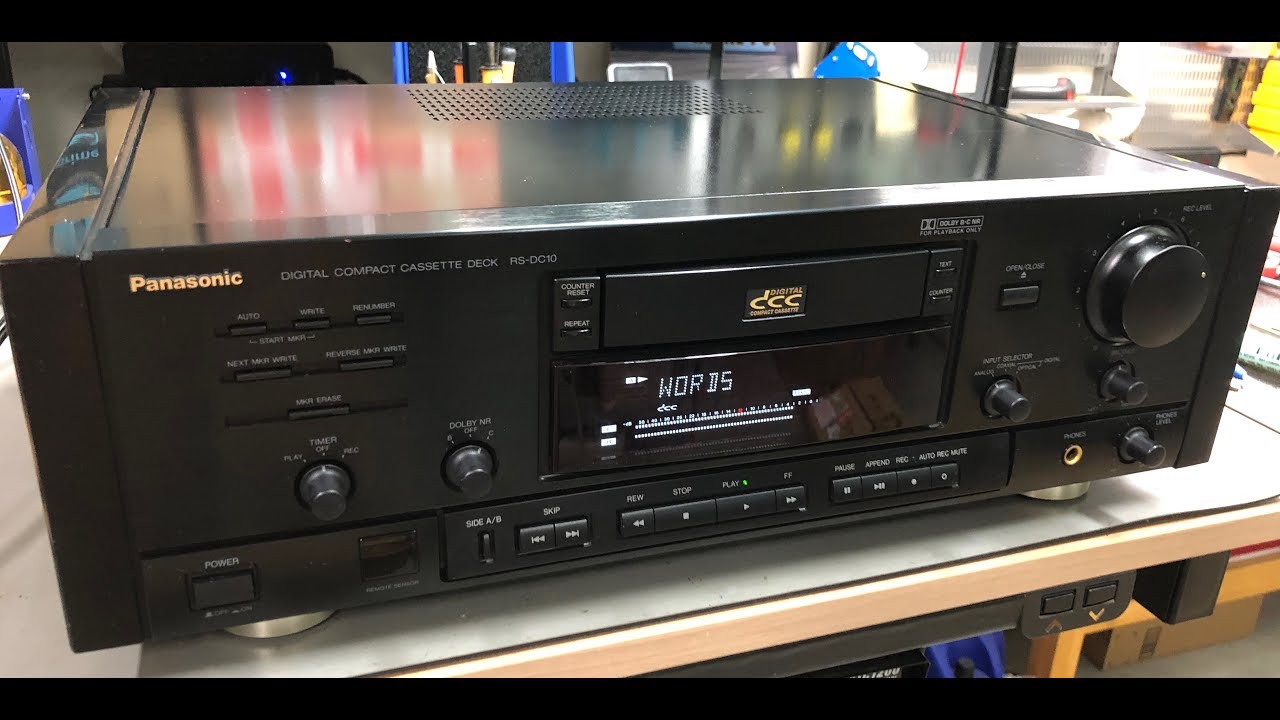 Panasonic
DIGITAL COMPACT CASSETTE DECK RS-DC10
DOLBY B·C NR
FOR PLAYBACK ONLY
REC LEVEL
COUNTER
RESET
TEXT
OPEN/CLOSE
DIGITAL
dcc
COMPACT CASSETTE
COUNTER
REPEAT
AUTO WRITE RENUMBER
START MKR
NEXT MKR WRITE REVERSE MKR WRITE
MKR ERASE
WORDS
dcc
INPUT SELECTOR
ANALOG COAXIAL OPTICAL DIGITAL
TIMER
PLAY OFF REC
DOLBY NR
B OFF C
PHONES
PHONES
LEVEL
SIDE A/B SKIP REW STOP PLAY FF PAUSE APPEND REC - AUTO REC MUTE
POWER
OFF ON
REMOTE SENSOR